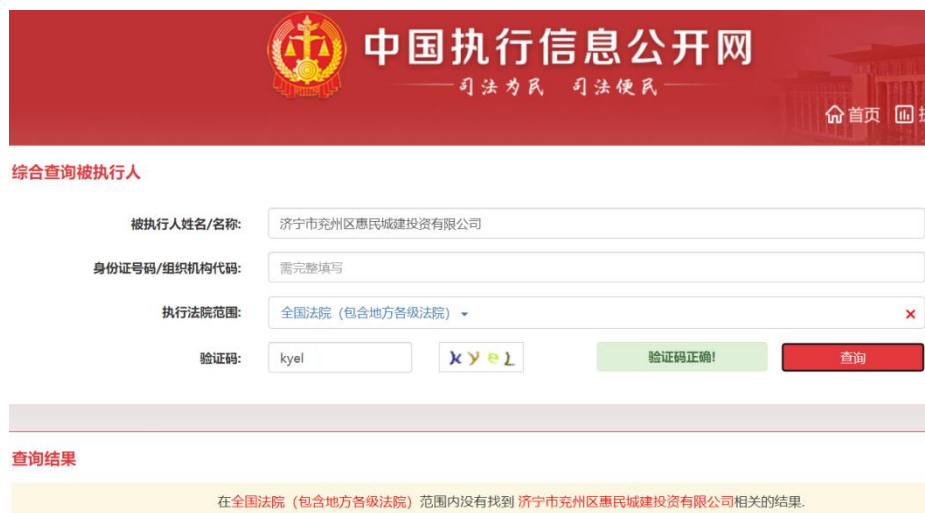 中国执行信息公开网
司法为民 司法便民
首页
综合查询被执行人
被执行人姓名/名称: 济宁市兖州区惠民城建投资有限公司
身份证号码/组织机构代码: 需完整填写
执行法院范围: 全国法院（包含地方各级法院）
验证码: kyel kyeL 验证码正确! 查询
查询结果
在全国法院（包含地方各级法院）范围内没有找到 济宁市兖州区惠民城建投资有限公司相关的结果.